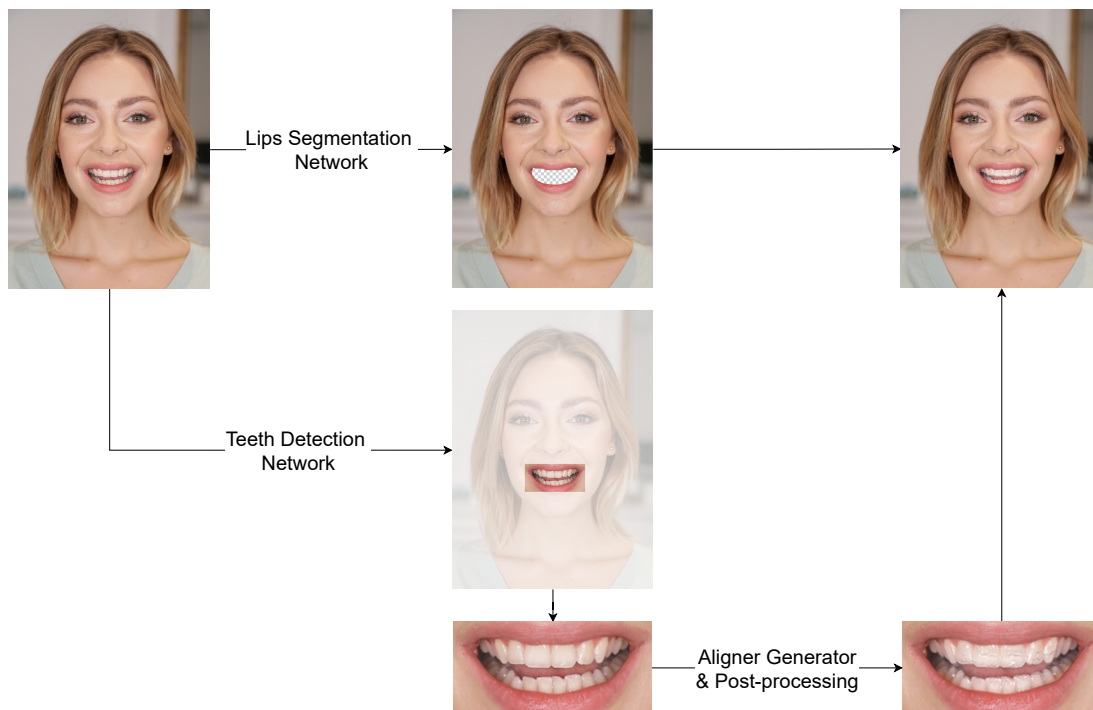 Lips Segmentation
Network
Teeth Detection
Network
Aligner Generator
& Post-processing